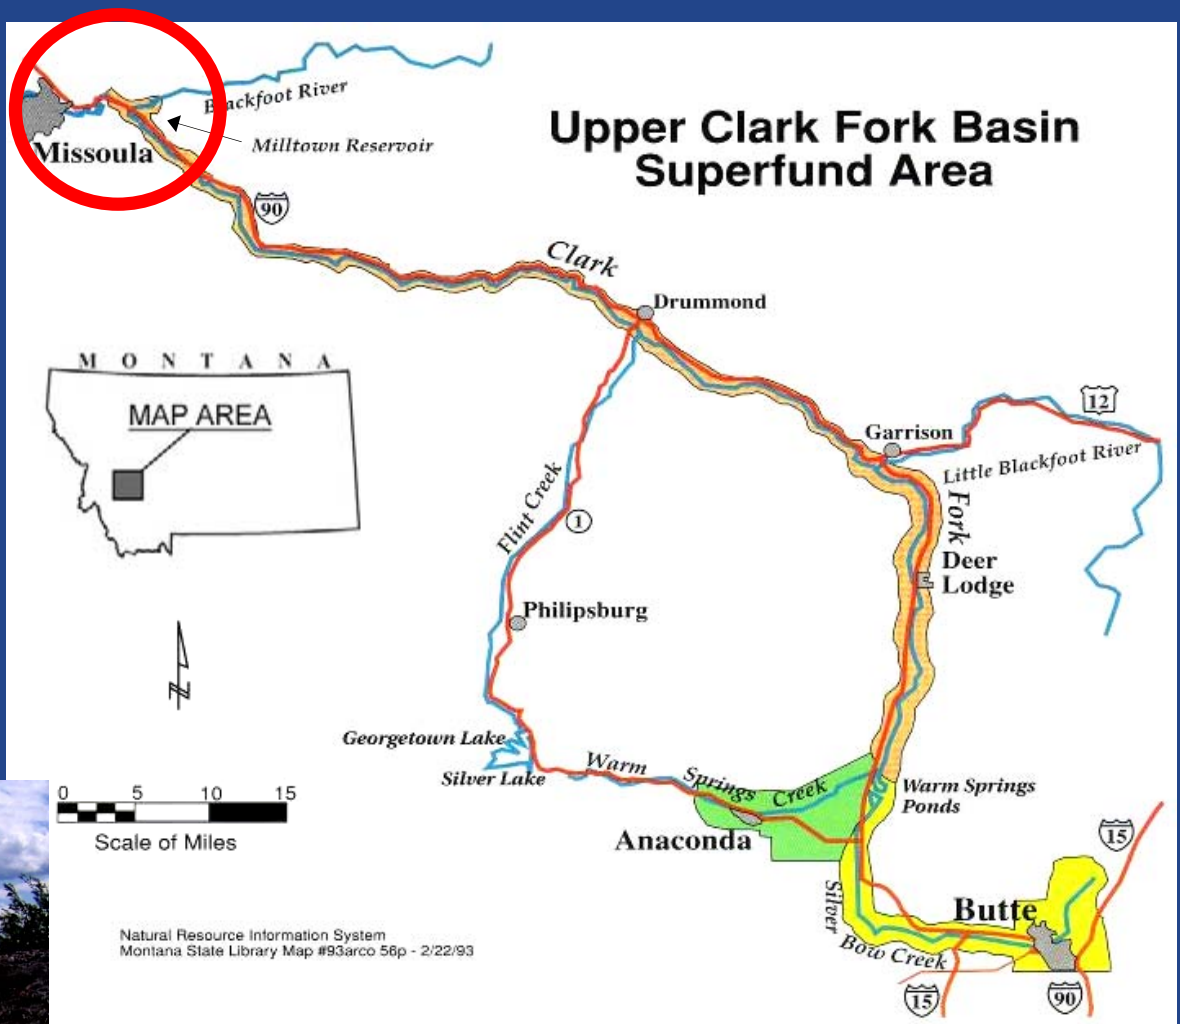 Upper Clark Fork Basin
Superfund Area
Blackfoot River
Missoula
Milltown Reservoir
90
Clark
Drummond
M O N T A N A
MAP AREA
12
Garrison
Little Blackfoot River
Fork
Flint Creek
1
Deer
Lodge
Philipsburg
Georgetown Lake
Silver Lake
Warm
Springs
Creek
Warm Springs
Ponds
Anaconda
0 5 10 15
Scale of Miles
15
Silver
Bow Creek
Butte
15
90
N
Natural Resource Information System
Montana State Library Map #93arco 56p - 2/22/93